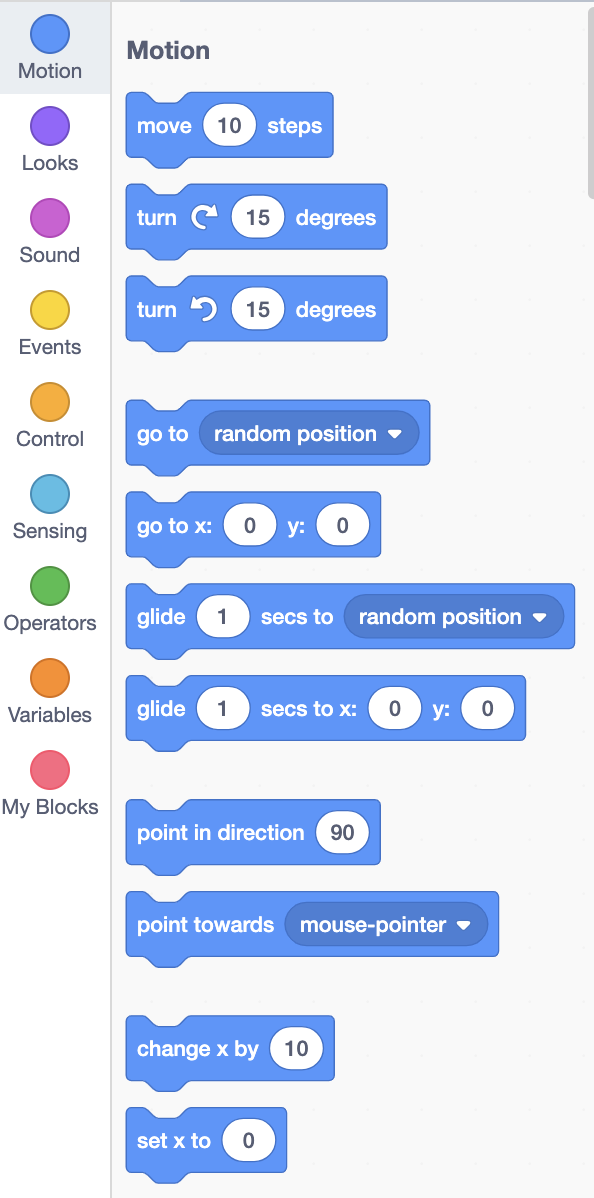 Motion
Looks
Sound
Events
Control
Sensing
Operators
Variables
My Blocks
Motion
move 10 steps
turn 15 degrees
turn 15 degrees
go to random position
go to x: 0 y: 0
glide 1 secs to random position
glide 1 secs to x: 0 y: 0
point in direction 90
point towards mouse-pointer
change x by 10
set x to 0